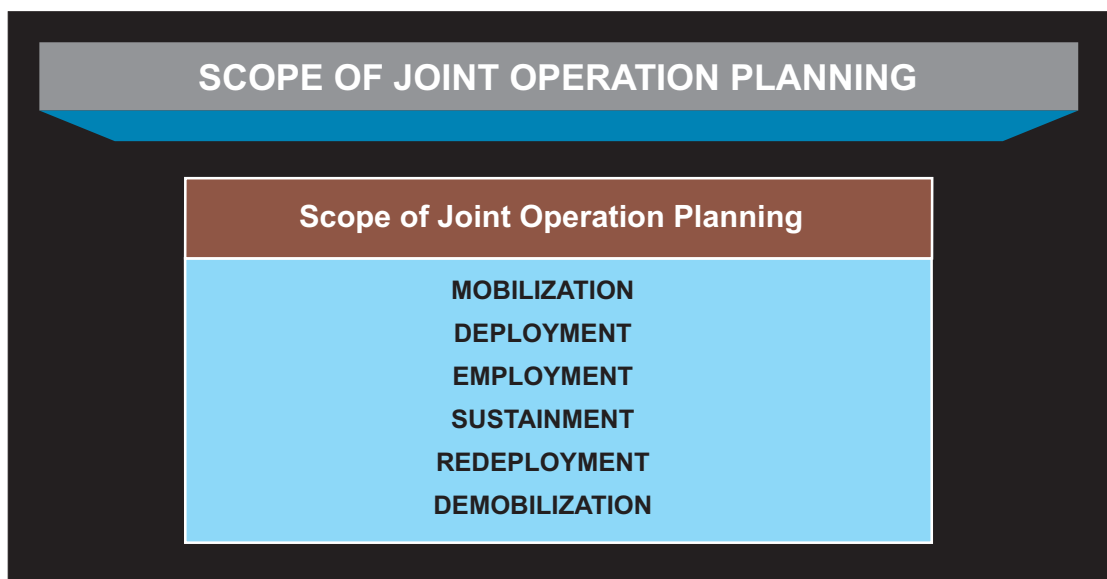 SCOPE OF JOINT OPERATION PLANNING
Scope of Joint Operation Planning
MOBILIZATION
DEPLOYMENT
EMPLOYMENT
SUSTAINMENT
REDEPLOYMENT
DEMOBILIZATION